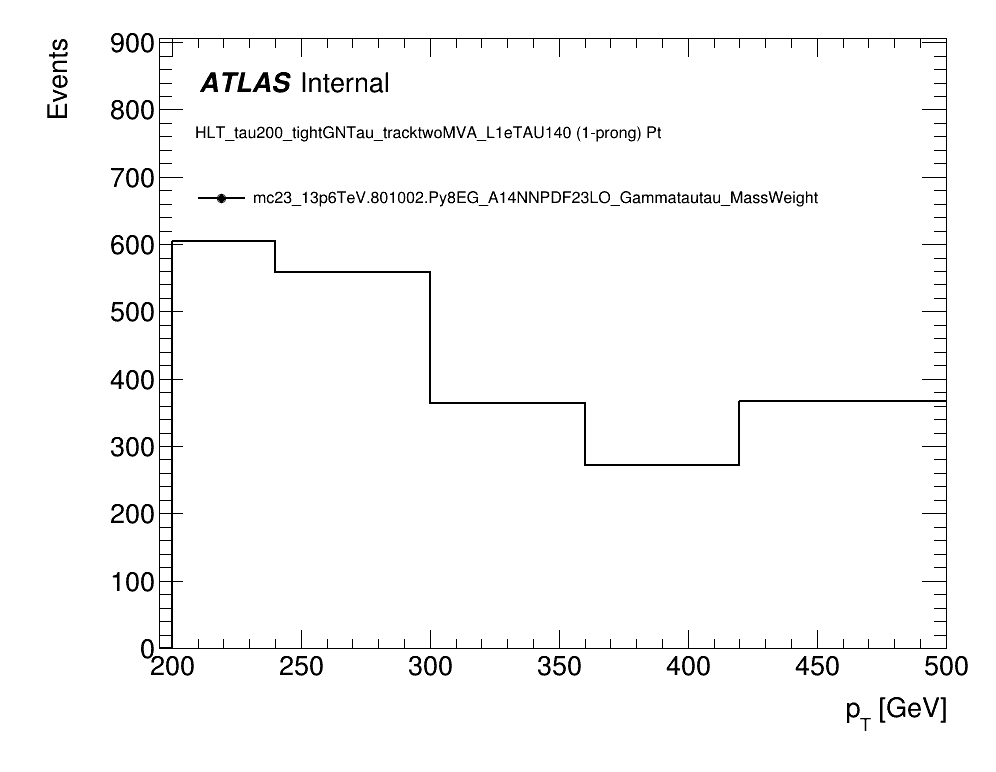 Events
900
800
700
600
500
400
300
200
100
0
ATLAS Internal
HLT_tau200_tightGNTau_tracktwoMVA_L1eTAU140 (1-prong) Pt
mc23_13p6TeV.801002.Py8EG_A14NNPDF23LO_Gammatautau_MassWeight
200 250 300 350 400 450 500
p_T [GeV]